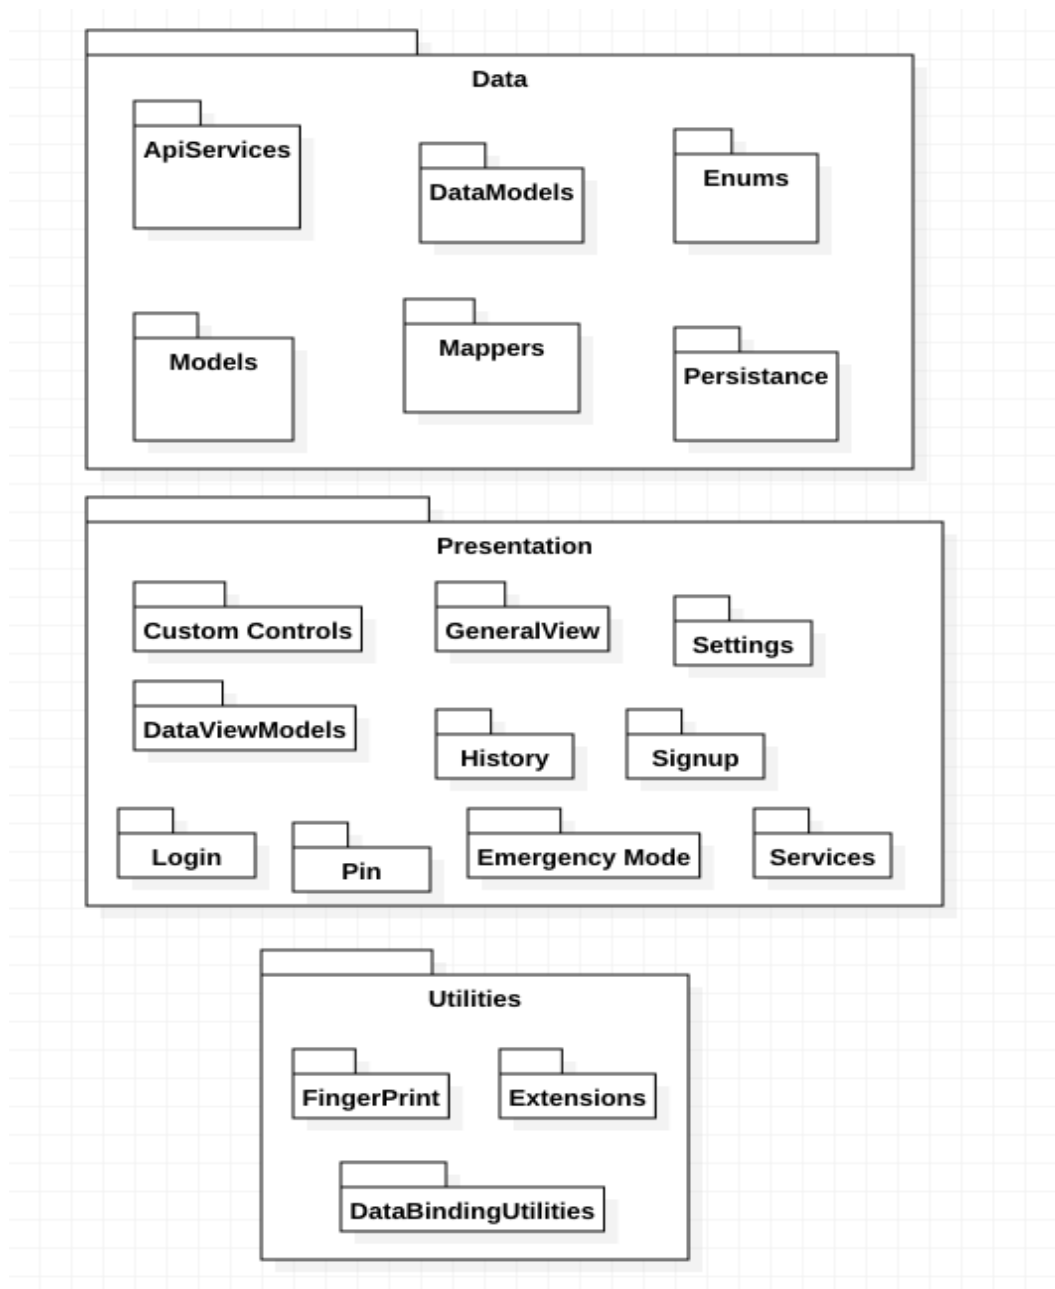 Data
ApiServices
DataModels
Enums
Models
Mappers
Persistance
Presentation
Custom Controls
GeneralView
Settings
DataViewModels
History
Signup
Login
Pin
Emergency Mode
Services
Utilities
FingerPrint
Extensions
DataBindingUtilities